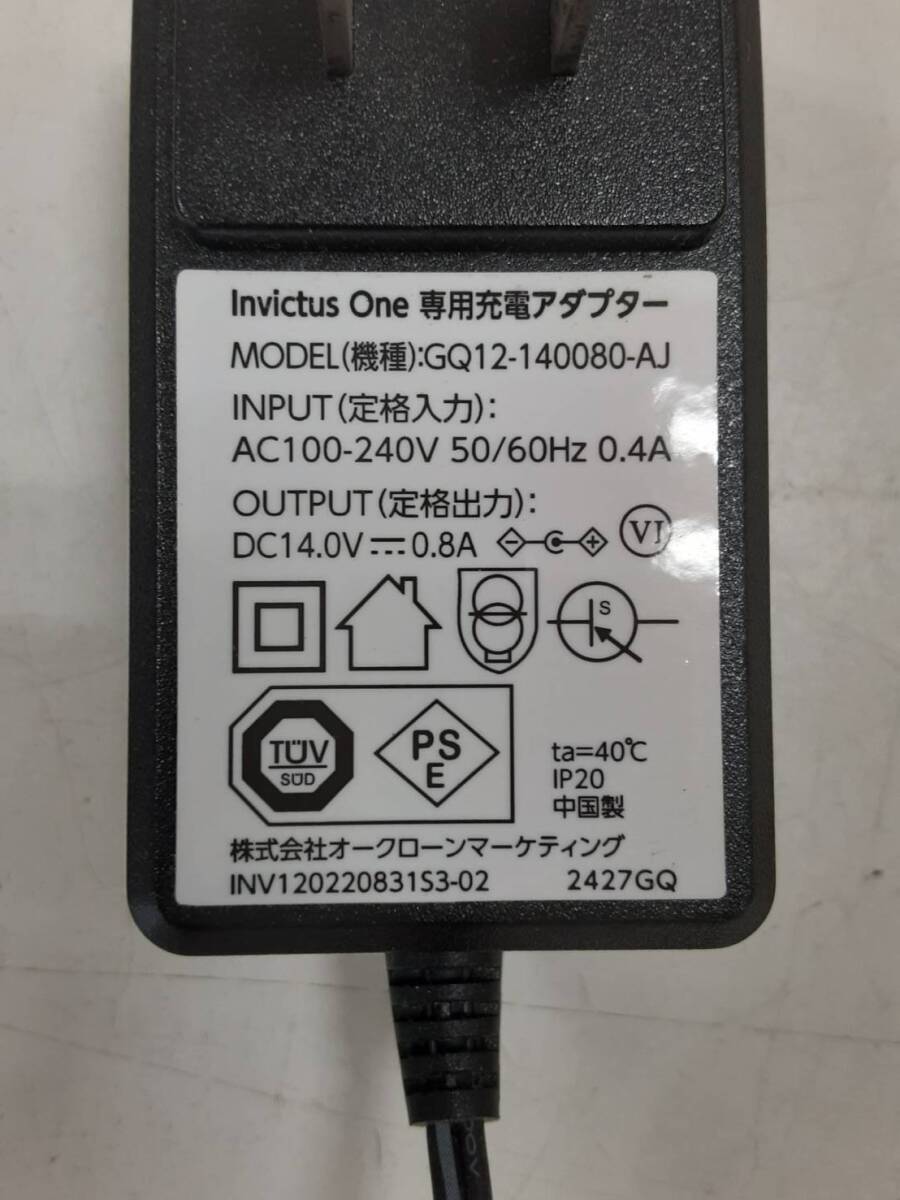 Invictus One 専用充電アダプター
MODEL(機種):GQ12-140080-AJ
INPUT(定格入力):
AC100-240V 50/60Hz 0.4A
OUTPUT(定格出力):
DC14.0V⎓0.8A
VI
S
TÜV
SÜD
PS
E
ta=40℃
IP20
中国製
株式会社オークローンマーケティング
INV120220831S3-02 2427GQ